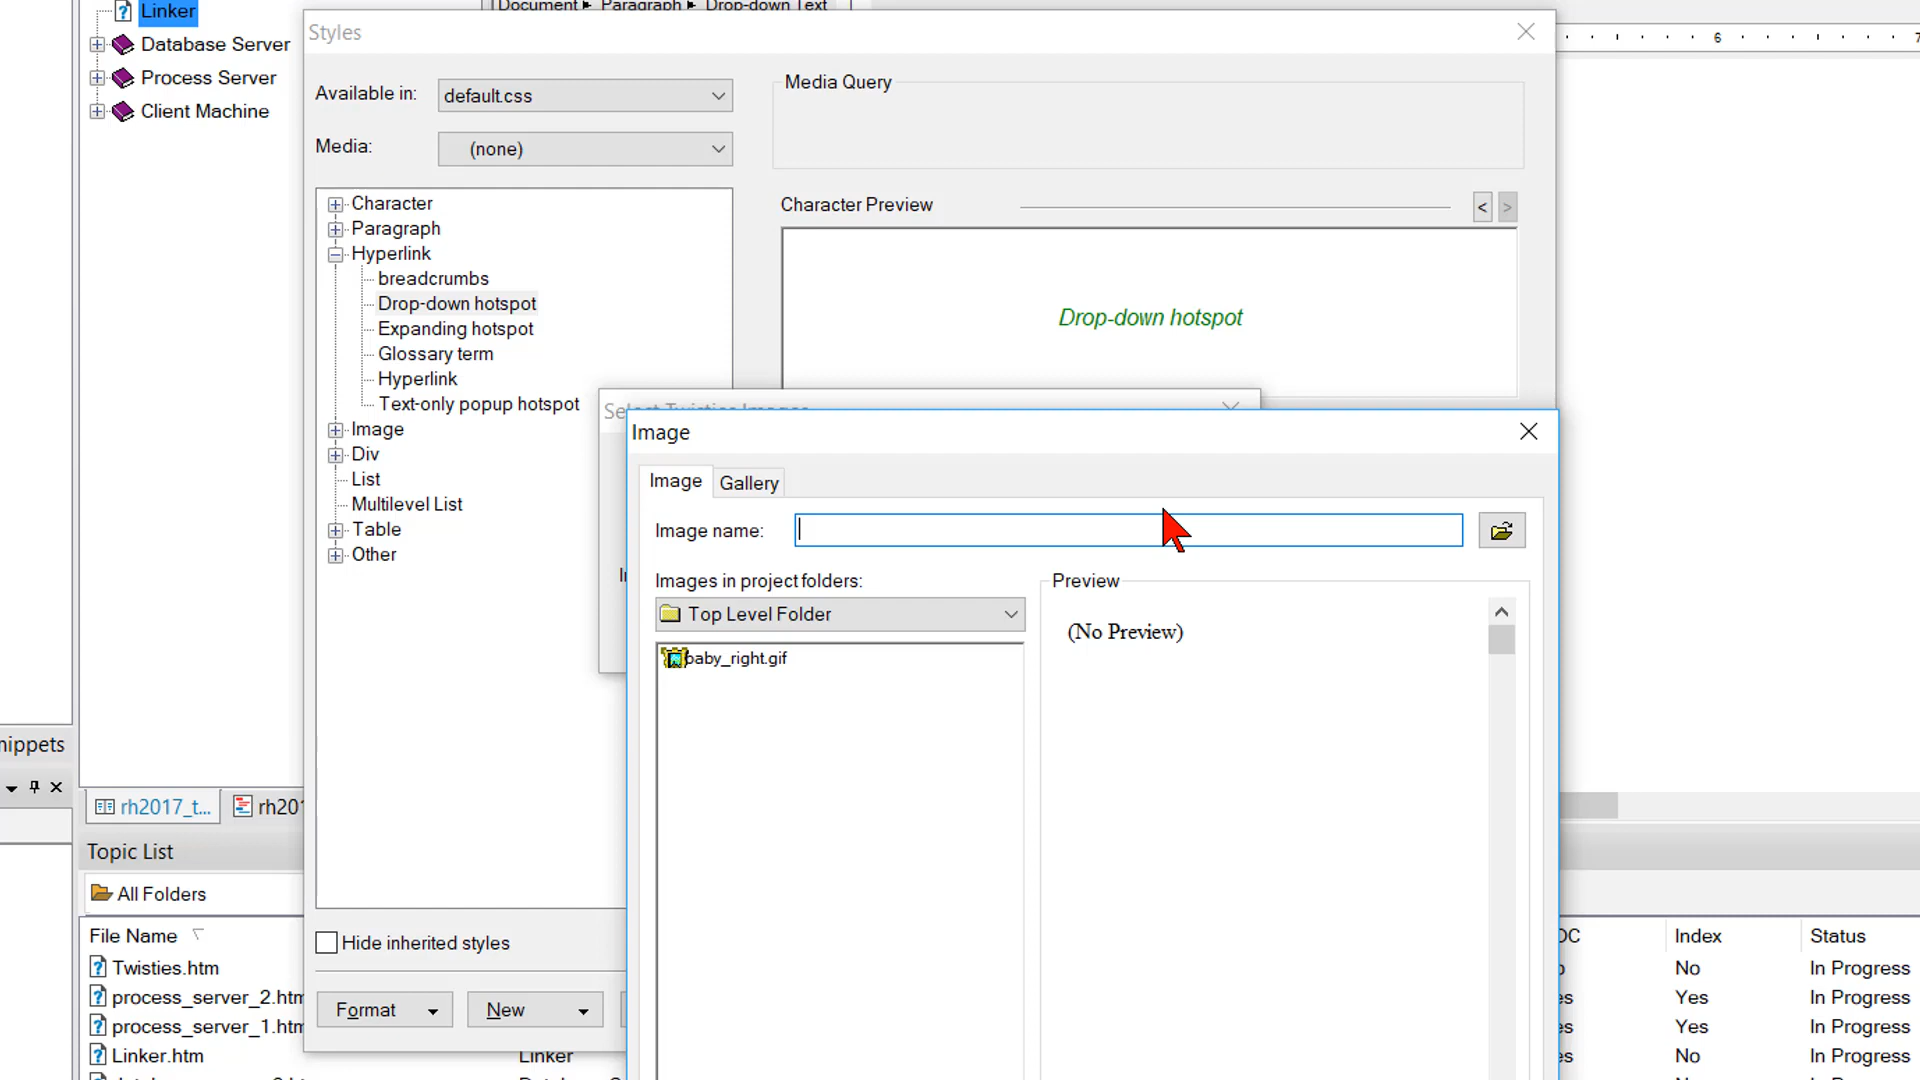 Linker
Database Server
Process Server
Client Machine
Document Paragraph Drop-down Text
6
Styles
Available in: default.css
Media: (none)
Media Query
Character
Paragraph
Hyperlink
breadcrumbs
Drop-down hotspot
Expanding hotspot
Glossary term
Hyperlink
Text-only popup hotspot
Image
Div
List
Multilevel List
Table
Other
Character Preview
<
>
Drop-down hotspot
Select Twisties Images
Image
Image Gallery
Image name:
Images in project folders:
Top Level Folder
baby_right.gif
Preview
(No Preview)
Hide inherited styles
Format
New
nippets
rh2017_t...
rh201
Topic List
All Folders
File Name
OC Index Status
Twisties.htm
No In Progress
process_server_2.htm
es Yes In Progress
process_server_1.htm
es Yes In Progress
Linker.htm Linker
es No In Progress